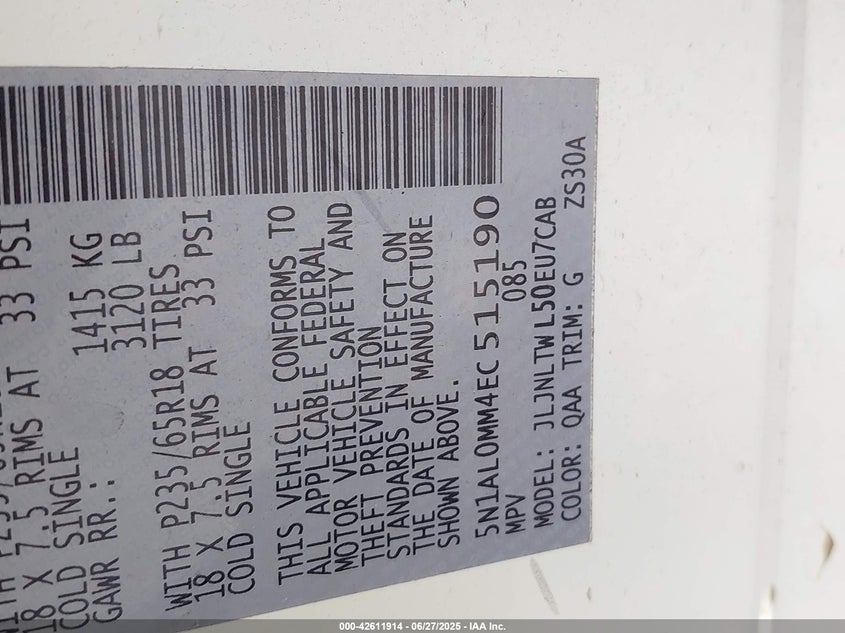 18 X 7.5 RIMS AT 33 PSI
COLD SINGLE
GAWR RR.: 1415 KG
3120 LB
WITH P235/65R18 TIRES
18 X 7.5 RIMS AT 33 PSI
COLD SINGLE
THIS VEHICLE CONFORMS TO
ALL APPLICABLE FEDERAL
MOTOR VEHICLE SAFETY AND
THEFT PREVENTION
STANDARDS IN EFFECT ON
THE DATE OF MANUFACTURE
SHOWN ABOVE.
5N1AL0MM4EC515190
MPV 085
MODEL: JLJNLTWL50EU7CAB
COLOR: QAA TRIM: G ZS30A
000-42611914 - 06/27/2025 - IAA Inc.